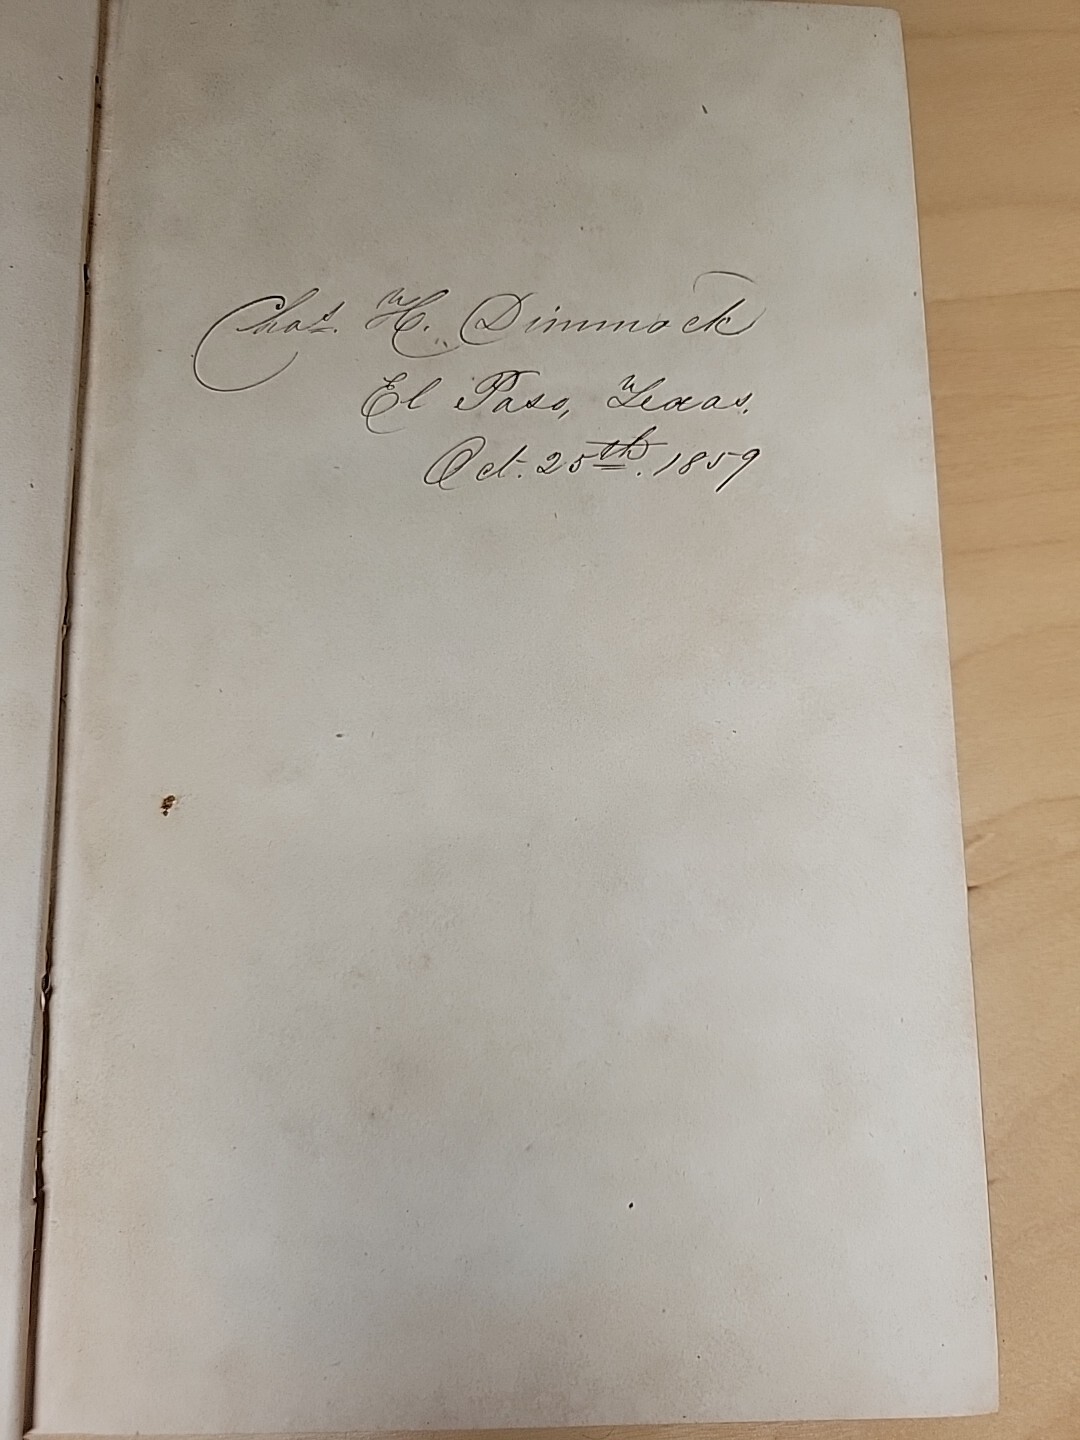 Chas. H. Dimmock
El Paso, Texas.
Oct. 25th. 1859